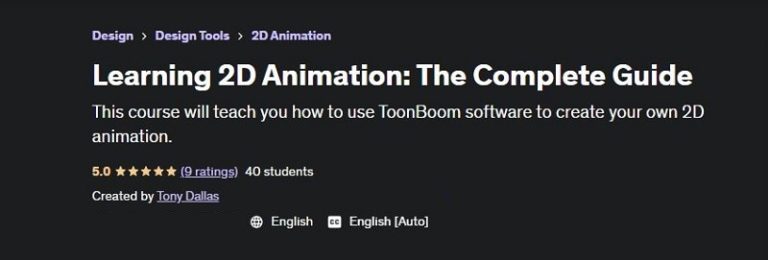 Design > Design Tools > 2D Animation
Learning 2D Animation: The Complete Guide
This course will teach you how to use ToonBoom software to create your own 2D
animation.
5.0 ★★★★★ (9 ratings) 40 students
Created by Tony Dallas
English CC English [Auto]